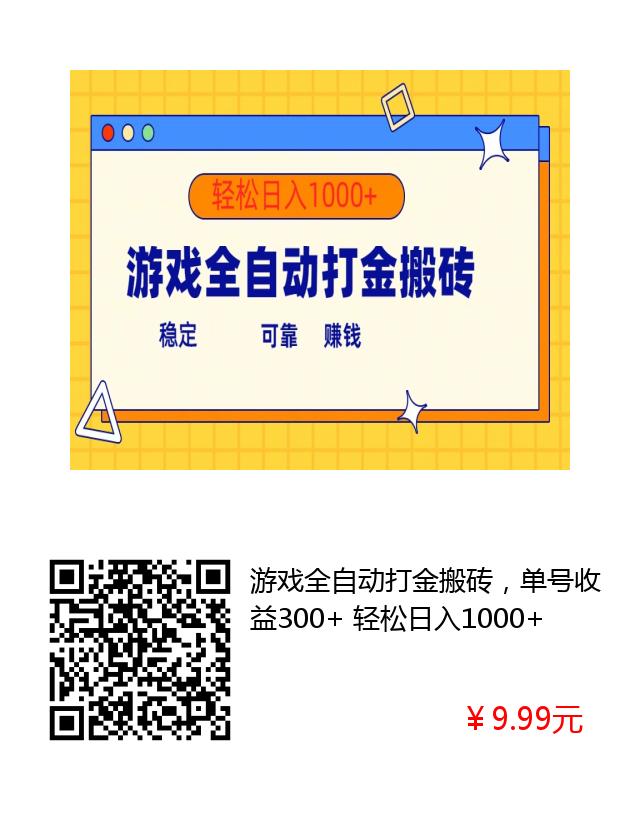 轻松日入1000+
游戏全自动打金搬砖
稳定 可靠 赚钱
游戏全自动打金搬砖，单号收
益300+ 轻松日入1000+
￥9.99元